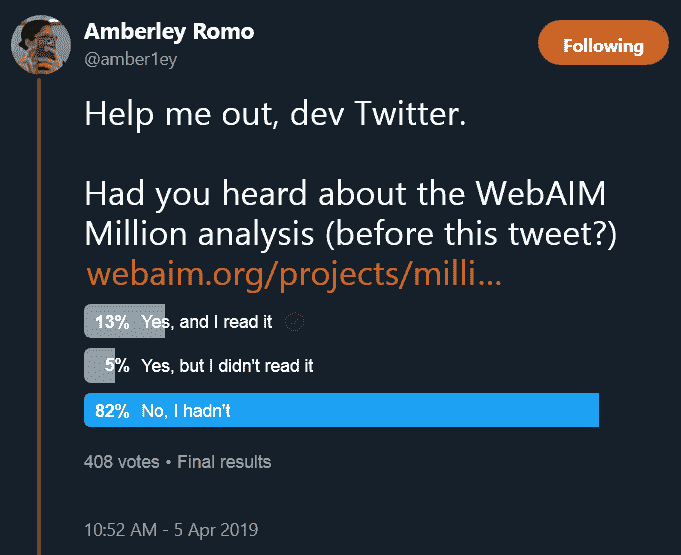 Amberley Romo
@amber1ey
Following
Help me out, dev Twitter.
Had you heard about the WebAIM
Million analysis (before this tweet?)
webaim.org/projects/milli...
13% Yes, and I read it
5% Yes, but I didn't read it
82% No, I hadn't
408 votes • Final results
10:52 AM - 5 Apr 2019